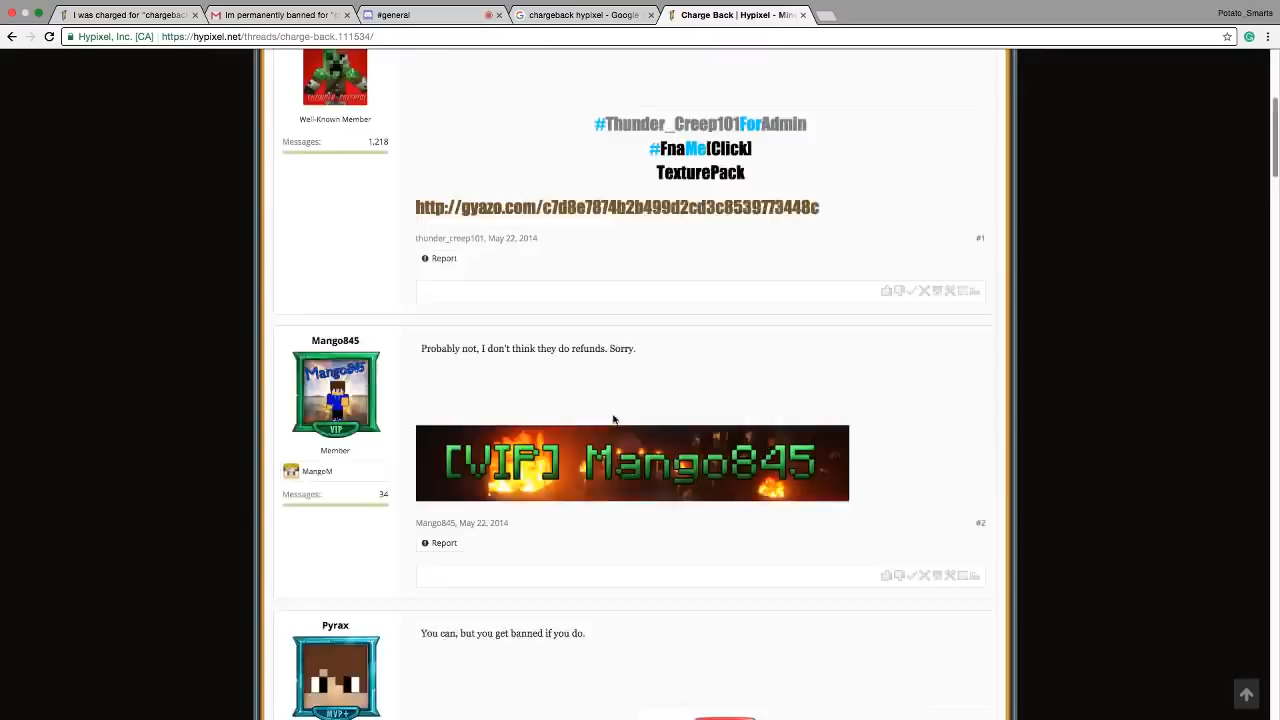 I was charged for "chargeback
Im permanently banned for "
#general
chargeback hypixel - Google
Charge Back | Hypixel - Min
Potato_Smarts
Hypixel, Inc. [CA]
https://hypixel.net/threads/charge-back.111534/
Well-Known Member
Messages: 1,218
#Thunder_Creep101ForAdmin
#FnaMe[Click]
TexturePack
http://gyazo.com/c7d8e7874b2b499d2cd3c8539773448c
thunder_creep101, May 22, 2014
#1
Report
Mango845
Mango845
VIP
Member
MangoM
Messages: 34
Probably not, I don't think they do refunds. Sorry.
[VIP] Mango845
Mango845, May 22, 2014
#2
Report
Pyrax
MVP+
You can, but you get banned if you do.